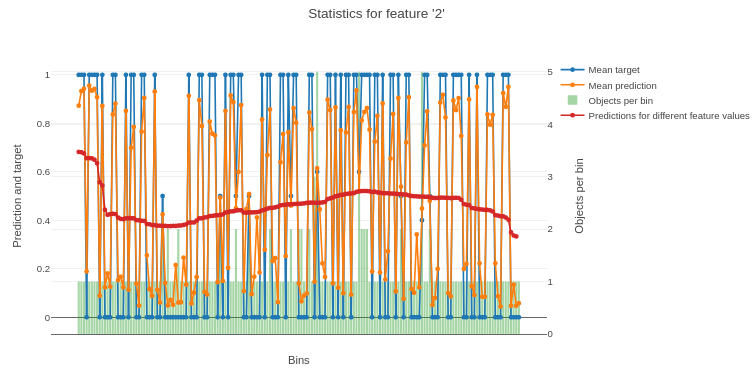 Statistics for feature '2'
Prediction and target
1
0.8
0.6
0.4
0.2
0
5
4
3
2
1
0
Objects per bin
Bins
Mean target
Mean prediction
Objects per bin
Predictions for different feature values